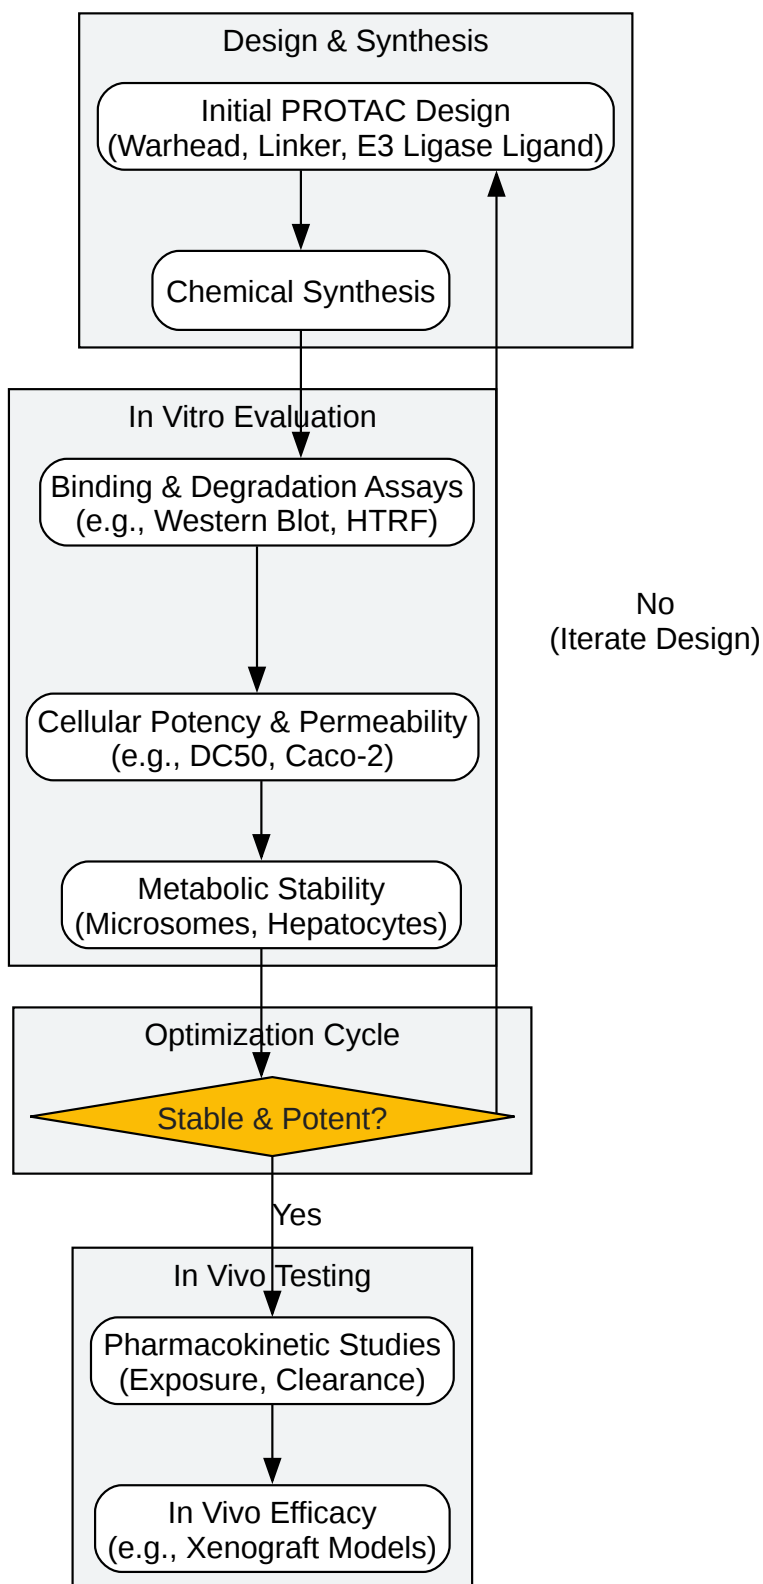 Design & Synthesis
Initial PROTAC Design
(Warhead, Linker, E3 Ligase Ligand)
Chemical Synthesis
In Vitro Evaluation
Binding & Degradation Assays
(e.g., Western Blot, HTRF)
No
(Iterate Design)
Cellular Potency & Permeability
(e.g., DC50, Caco-2)
Metabolic Stability
(Microsomes, Hepatocytes)
Optimization Cycle
Stable & Potent?
Yes
In Vivo Testing
Pharmacokinetic Studies
(Exposure, Clearance)
In Vivo Efficacy
(e.g., Xenograft Models)